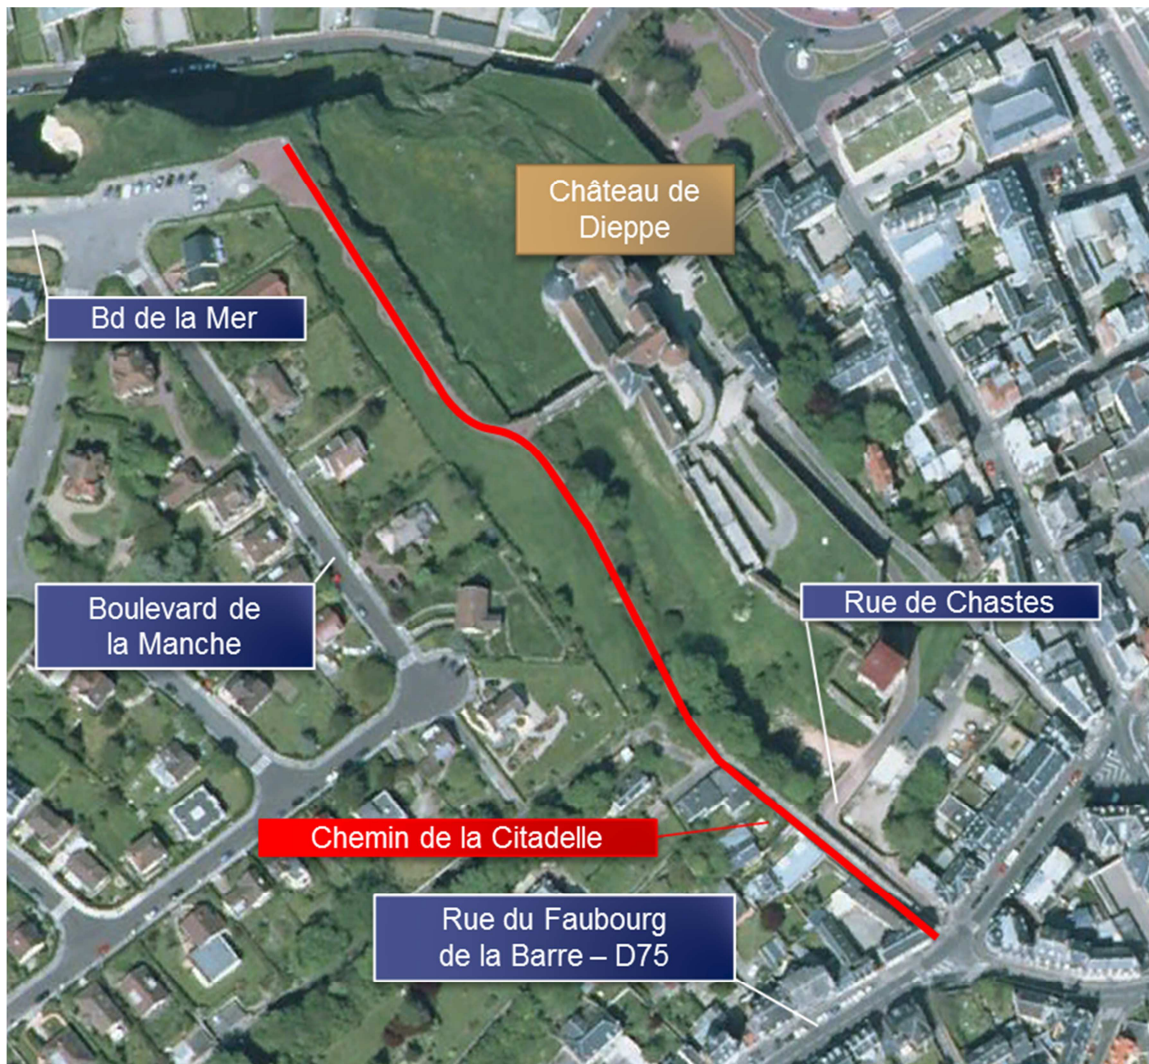 Château de
Dieppe
Bd de la Mer
Boulevard de
la Manche
Rue de Chastes
Chemin de la Citadelle
Rue du Faubourg
de la Barre – D75